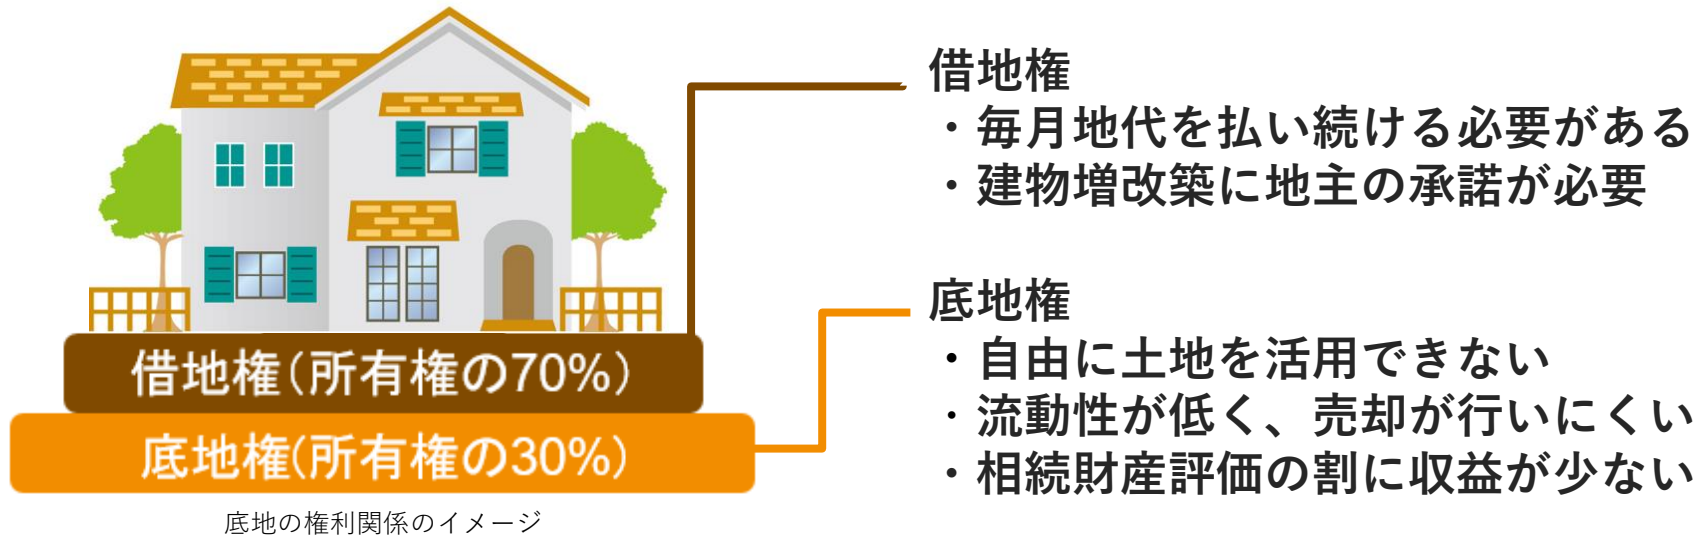 借地権
・毎月地代を払い続ける必要がある
・建物増改築に地主の承諾が必要
底地権
・自由に土地を活用できない
・流動性が低く、売却が行いにくい
・相続財産評価の割に収益が少ない
借地権(所有権の70%)
底地権(所有権の30%)
底地の権利関係のイメージ